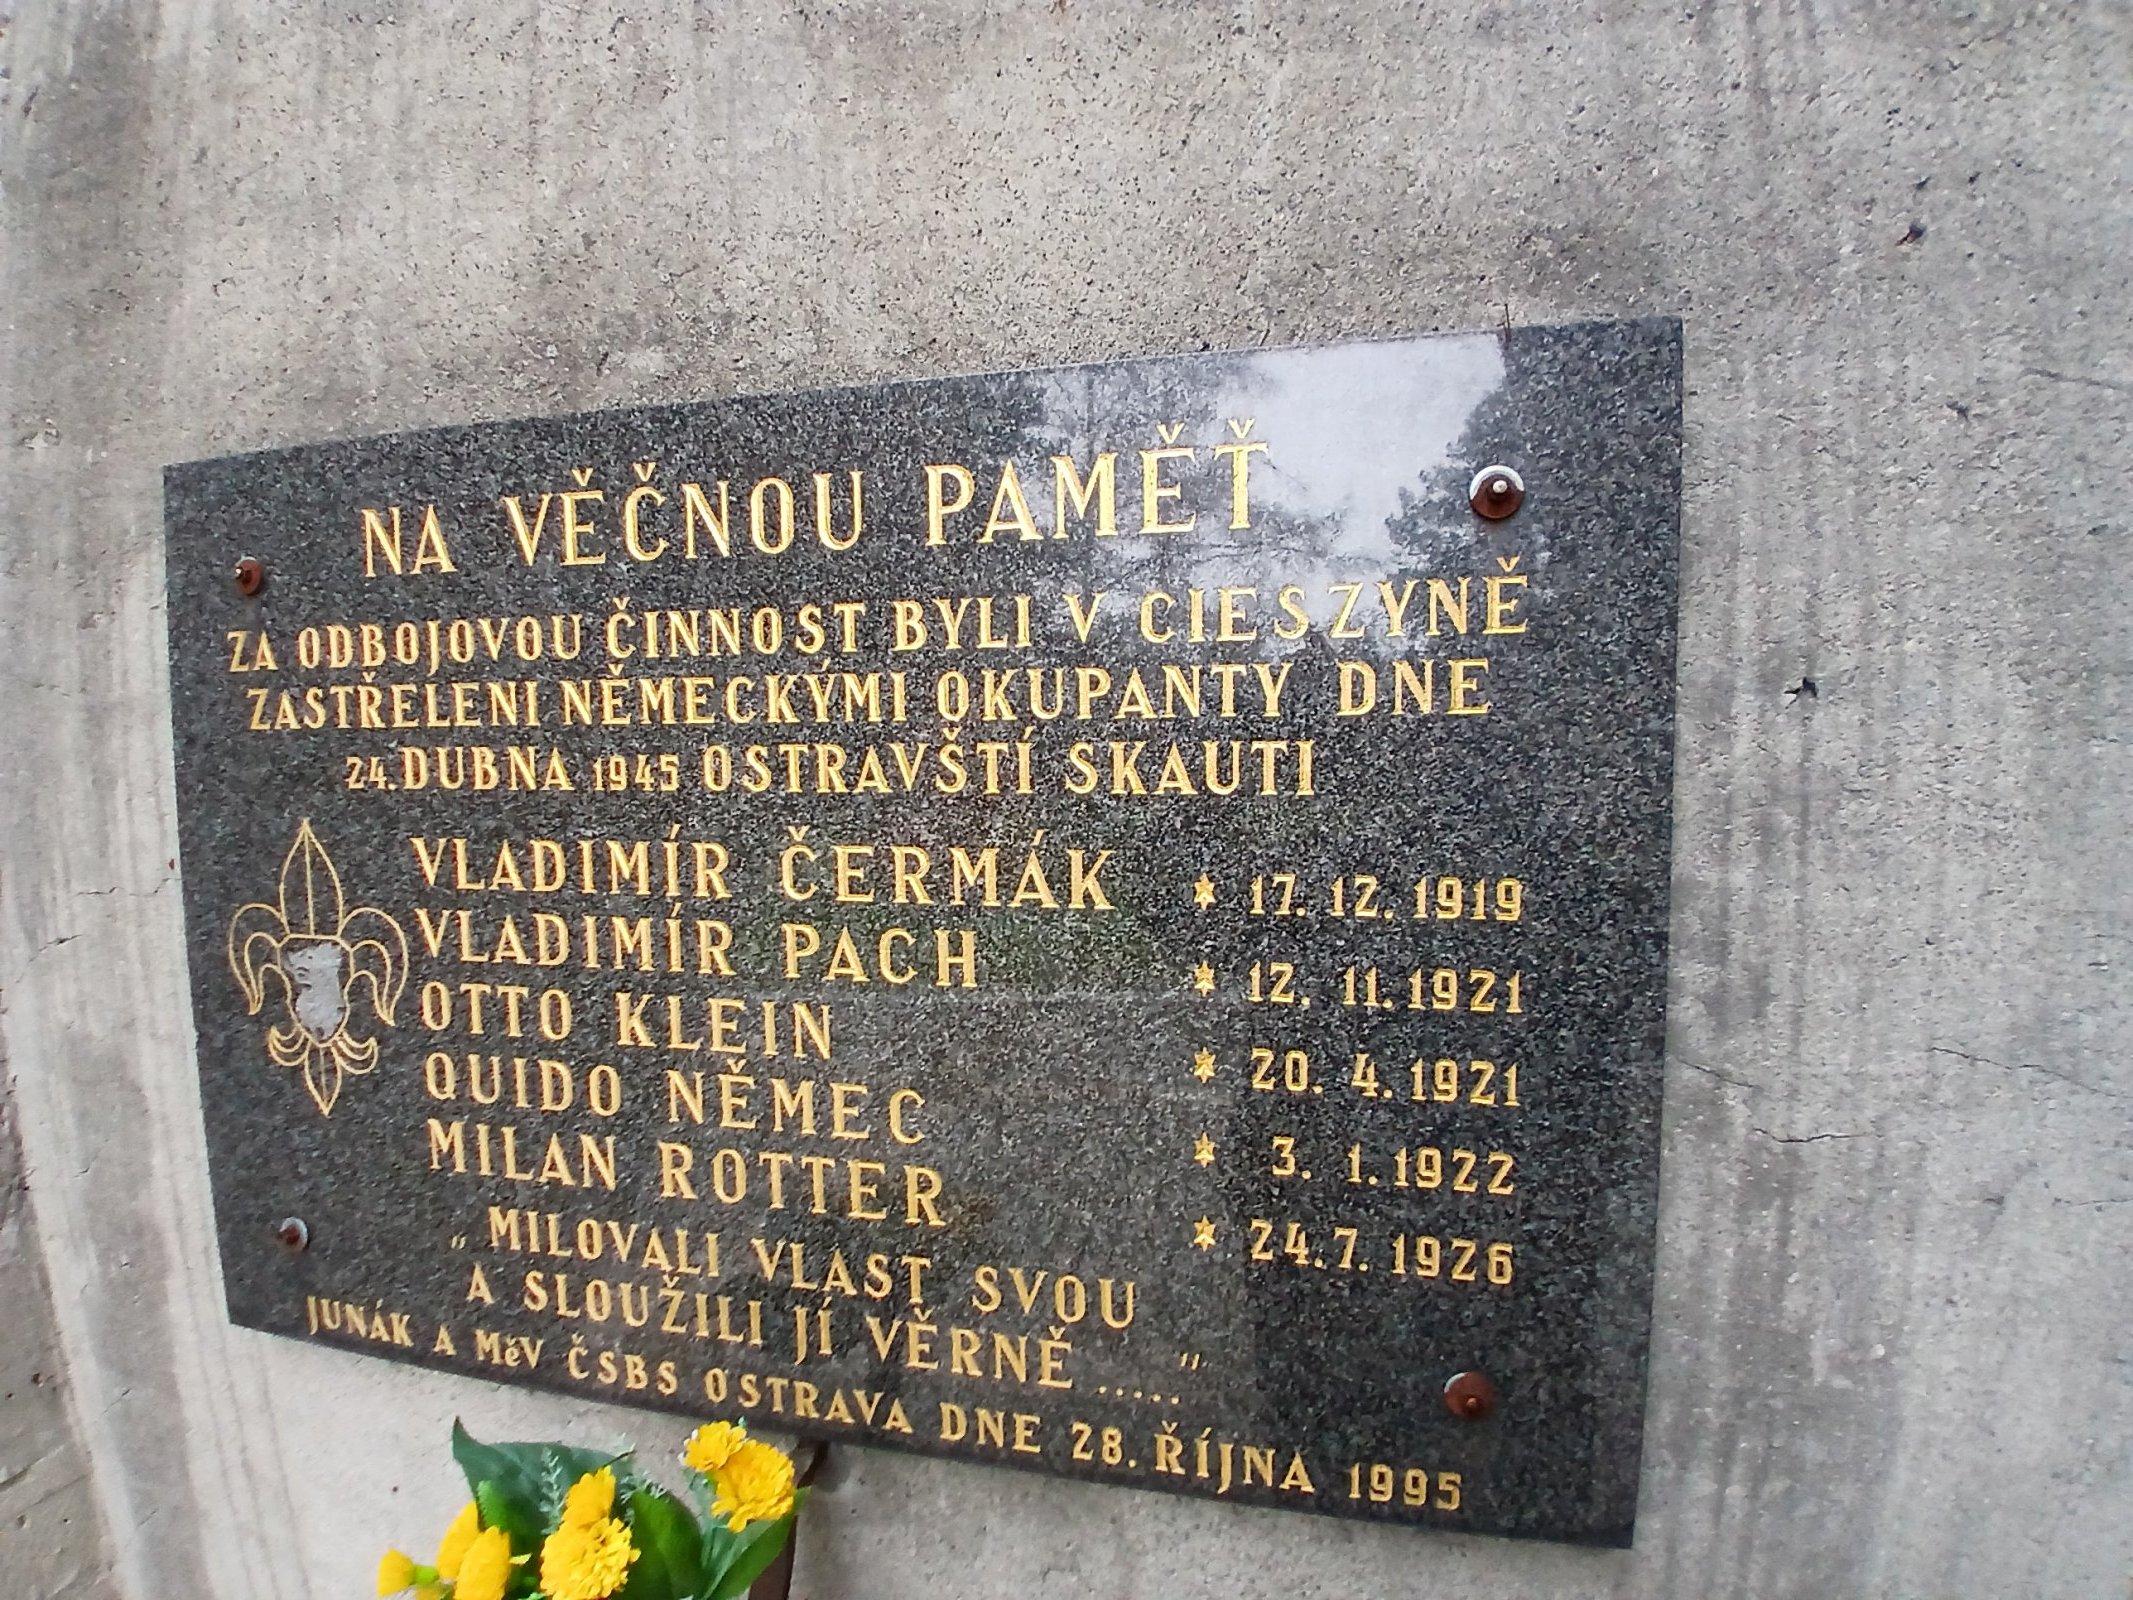 NA VĚČNOU PAMĚŤ
ZA ODBOJOVOU ČINNOST BYLI V CIESZYNĚ
ZASTŘELENI NĚMECKÝMI OKUPANTY DNE
24. DUBNA 1945 OSTRAVŠTÍ SKAUTI
VLADIMÍR ČERMÁK * 17. 12. 1919
VLADIMÍR PACH * 12. 11. 1921
OTTO KLEIN * 20. 4. 1921
QUIDO NĚMEC * 3. 1. 1922
MILAN ROTTER * 24. 7. 1926
„MILOVALI VLAST SVOU
A SLOUŽILI JÍ VĚRNĚ ....."
JUNÁK A MěV ČSBS OSTRAVA DNE 28. ŘÍJNA 1995